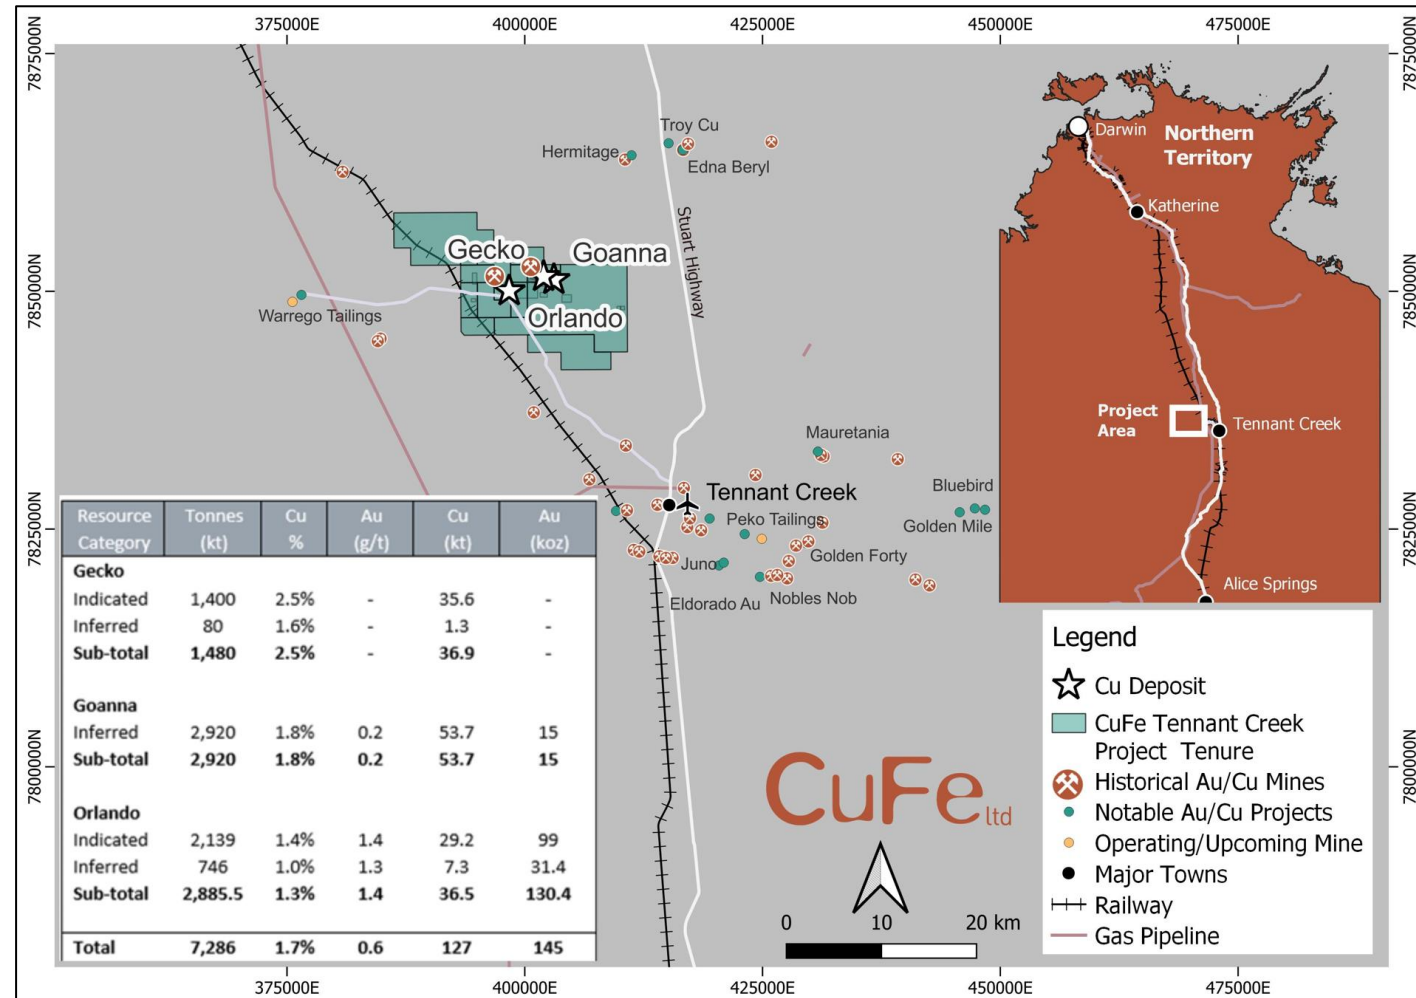 375000E 400000E 425000E 450000E 475000E
7875000N
7850000N
7825000N
7800000N
7875000N
7850000N
7825000N
7800000N
Troy Cu
Hermitage
Edna Beryl
Stuart Highway
Gecko
Goanna
Orlando
Warrego Tailings
Mauretania
Tennant Creek
Peko Tailings
Bluebird
Golden Mile
Golden Forty
Juno
Eldorado Au
Nobles Nob
Darwin
Northern
Territory
Katherine
Project
Area
Tennant Creek
Alice Springs
Resource Category Tonnes (kt) Cu % Au (g/t) Cu (kt) Au (koz)
Gecko
Indicated 1,400 2.5% - 35.6 -
Inferred 80 1.6% - 1.3 -
Sub-total 1,480 2.5% - 36.9 -
Goanna
Inferred 2,920 1.8% 0.2 53.7 15
Sub-total 2,920 1.8% 0.2 53.7 15
Orlando
Indicated 2,139 1.4% 1.4 29.2 99
Inferred 746 1.0% 1.3 7.3 31.4
Sub-total 2,885.5 1.3% 1.4 36.5 130.4
Total 7,286 1.7% 0.6 127 145
CuFe ltd
0 10 20 km
Legend
Cu Deposit
CuFe Tennant Creek
Project Tenure
Historical Au/Cu Mines
Notable Au/Cu Projects
Operating/Upcoming Mine
Major Towns
Railway
Gas Pipeline
375000E 400000E 425000E 450000E 475000E